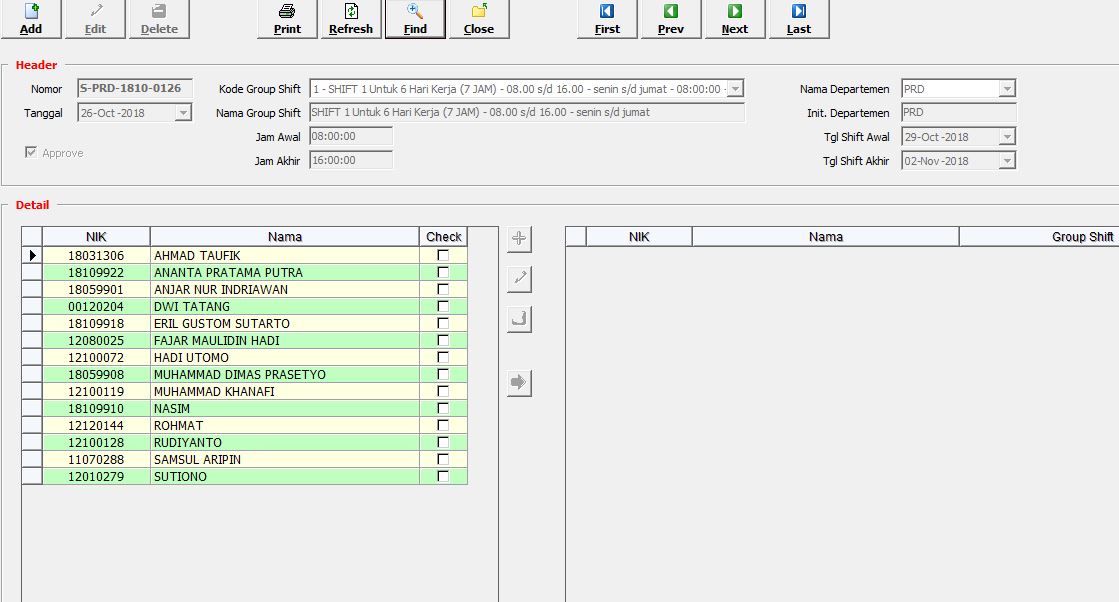 Add Edit Delete Print Refresh Find Close First Prev Next Last
Header
Nomor S-PRD-1810-0126 Kode Group Shift 1 - SHIFT 1 Untuk 6 Hari Kerja (7 JAM) - 08.00 s/d 16.00 - senin s/d jumat - 08:00:00 - Nama Departemen PRD
Tanggal 26-Oct-2018 Nama Group Shift SHIFT 1 Untuk 6 Hari Kerja (7 JAM) - 08.00 s/d 16.00 - senin s/d jumat Init. Departemen PRD
Jam Awal 08:00:00 Tgl Shift Awal 29-Oct-2018
Approve Jam Akhir 16:00:00 Tgl Shift Akhir 02-Nov-2018
Detail
NIK Nama Check NIK Nama Group Shift
18031306 AHMAD TAUFIK
18109922 ANANTA PRATAMA PUTRA
18059901 ANJAR NUR INDRIAWAN
00120204 DWI TATANG
18109918 ERIL GUSTOM SUTARTO
12080025 FAJAR MAULIDIN HADI
12100072 HADI UTOMO
18059908 MUHAMMAD DIMAS PRASETYO
12100119 MUHAMMAD KHANAFI
18109910 NASIM
12120144 ROHMAT
12100128 RUDIYANTO
11070288 SAMSUL ARIPIN
12010279 SUTIONO